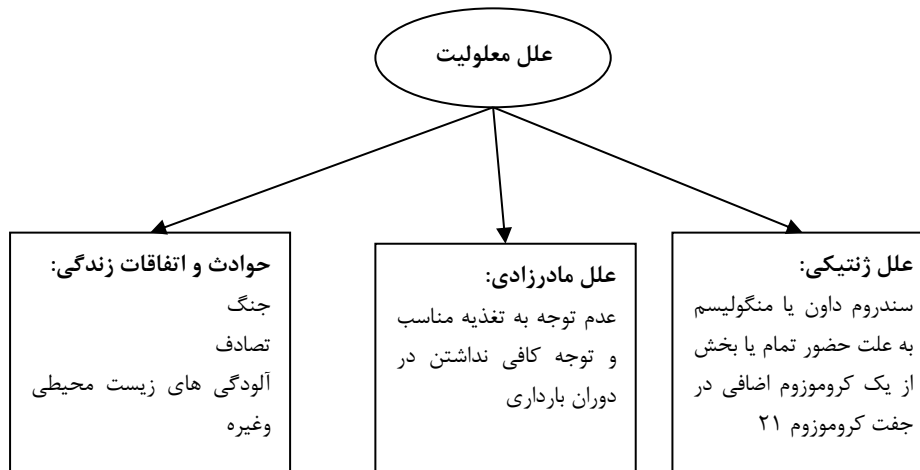 علل معلولیت
علل ژنتیکی:
سندروم داون یا منگولیسم
به علت حضور تمام یا بخش
از یک کروموزوم اضافی در
جفت کروموزوم ۲۱
علل مادرزادی:
عدم توجه به تغذیه مناسب
و توجه کافی نداشتن در
دوران بارداری
حوادث و اتفاقات زندگی:
جنگ
تصادف
آلودگی های زیست محیطی
وغیره